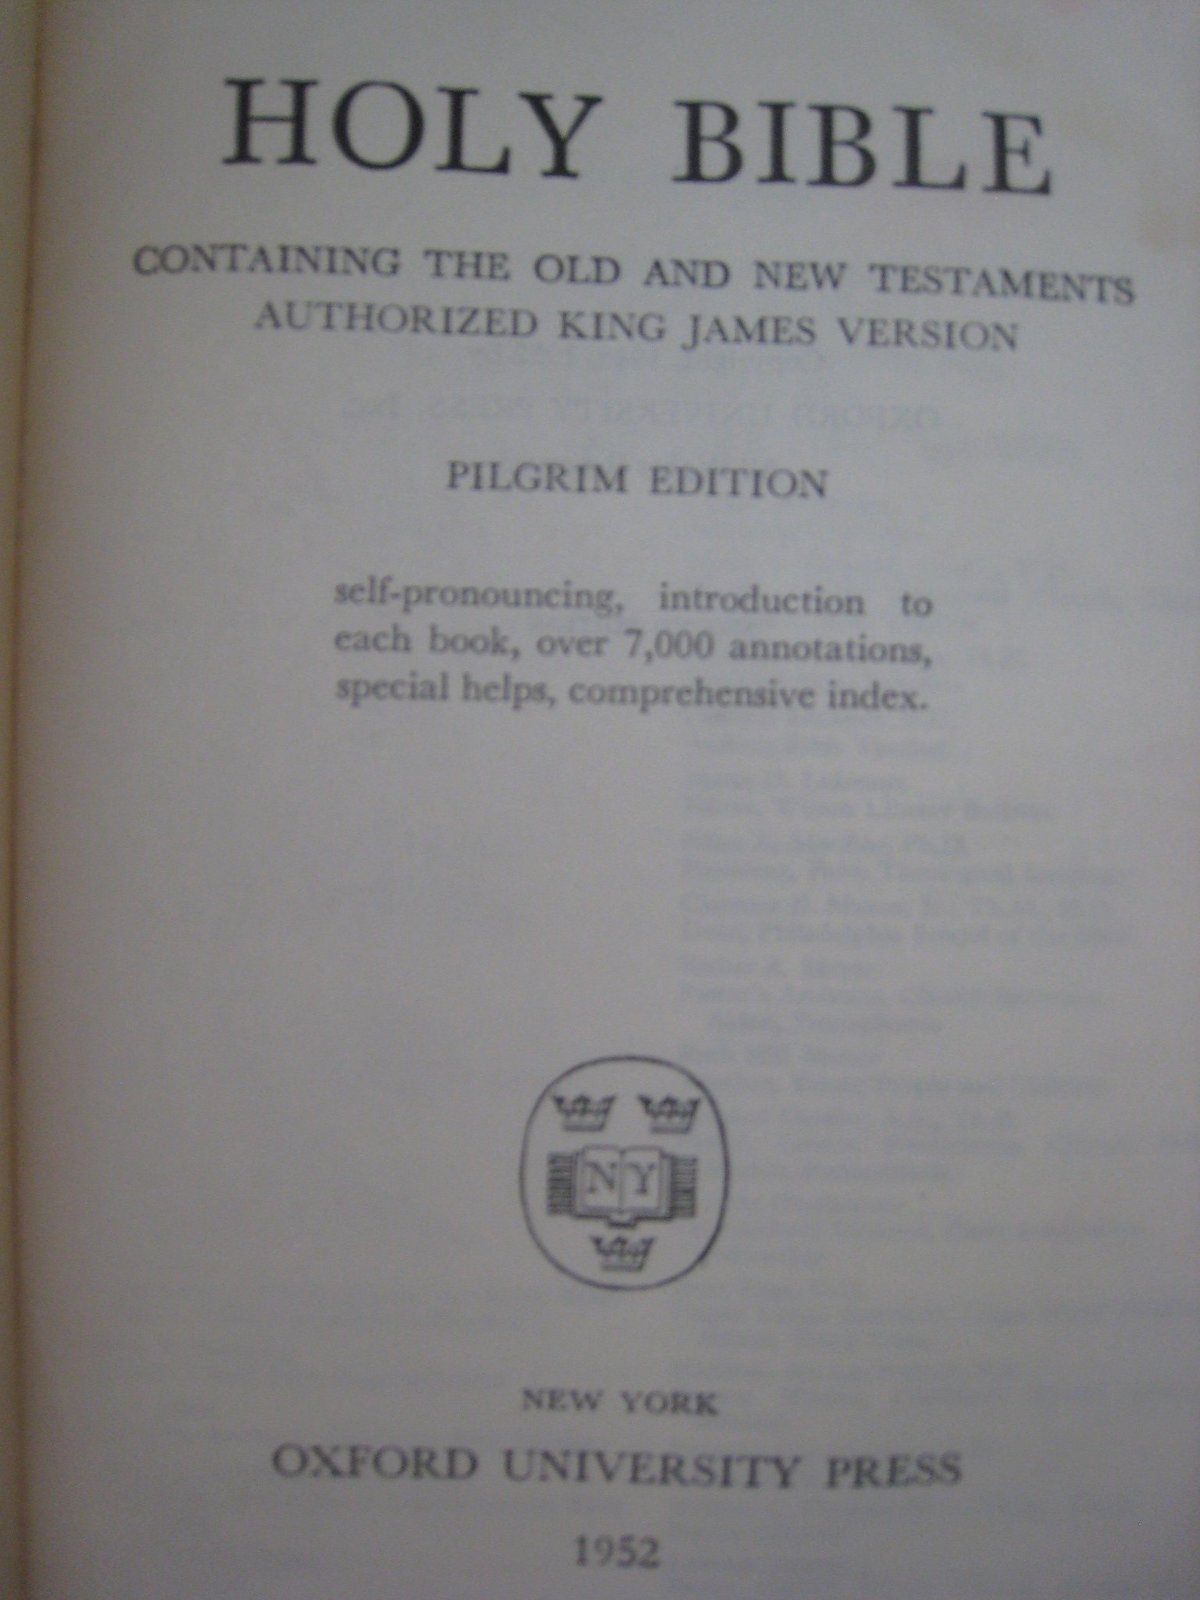 HOLY BIBLE
CONTAINING THE OLD AND NEW TESTAMENTS
AUTHORIZED KING JAMES VERSION
PILGRIM EDITION
self-pronouncing, introduction to
each book, over 7,000 annotations,
special helps, comprehensive index.
NY
NEW YORK
OXFORD UNIVERSITY PRESS
1952